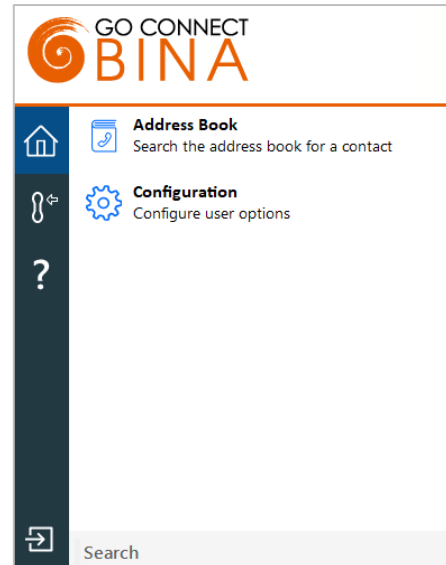 GO CONNECT
BINA
Address Book
Search the address book for a contact
Configuration
Configure user options
?
Search